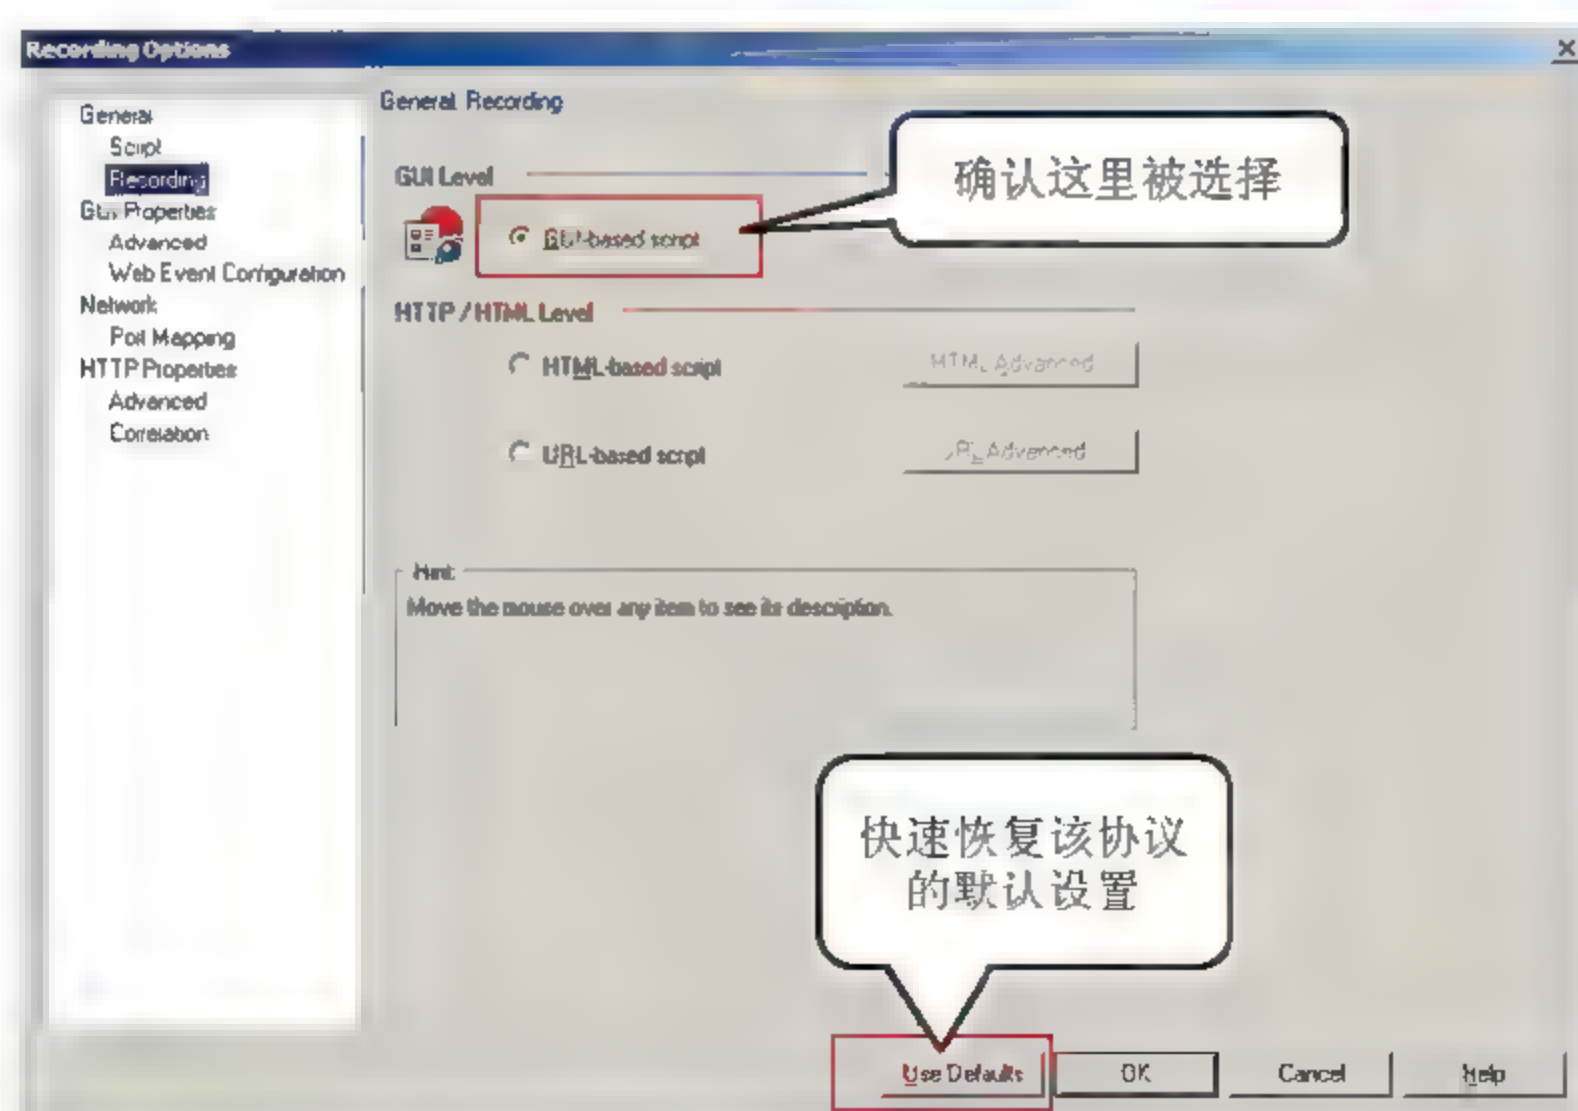 Recording Options
General
Script
Recording
GUI Properties
Advanced
Web Event Configuration
Network
Port Mapping
HTTP Properties
Advanced
Correlation
General: Recording
GUI Level
确认这里被选择
GUI-based script
HTTP / HTML Level
HTML-based script
HTML Advanced
URL-based script
URL Advanced
Hint:
Move the mouse over any item to see its description.
快速恢复该协议
的默认设置
Use Defaults
OK
Cancel
Help